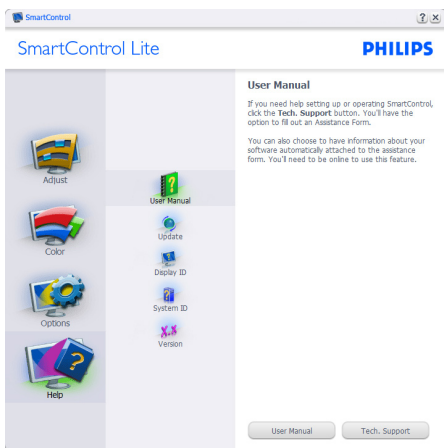 SmartControl
SmartControl Lite
PHILIPS
Adjust
Color
Options
Help
User Manual
Update
Display ID
System ID
X.X
Version
User Manual
If you need help setting up or operating SmartControl,
click the Tech. Support button. You'll have the
option to fill out an Assistance Form.
You can also choose to have information about your
software automatically attached to the assistance
form. You'll need to be online to use this feature.
User Manual
Tech. Support